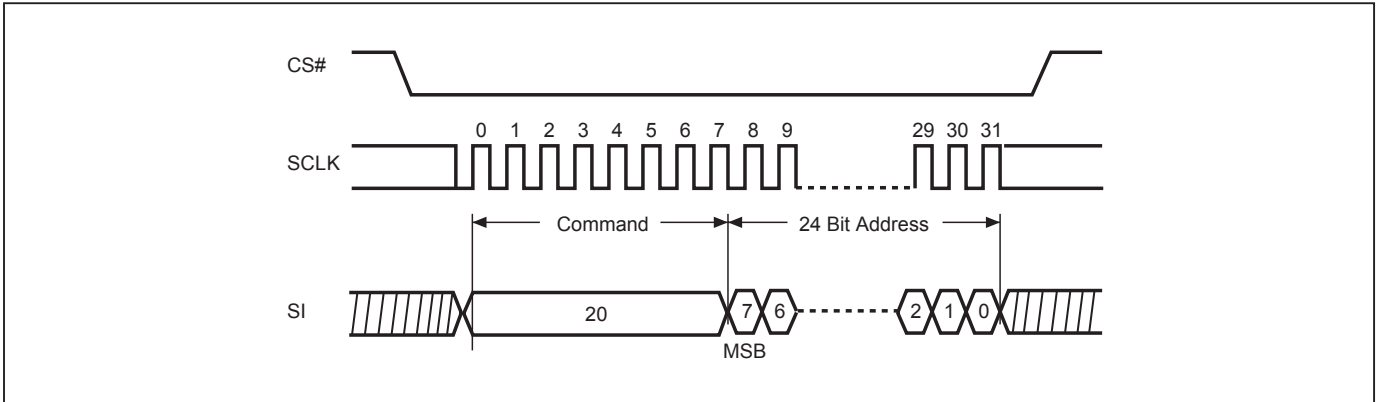 CS#
0 1 2 3 4 5 6 7 8 9 29 30 31
SCLK
Command 24 Bit Address
SI 20 7 6 2 1 0
MSB